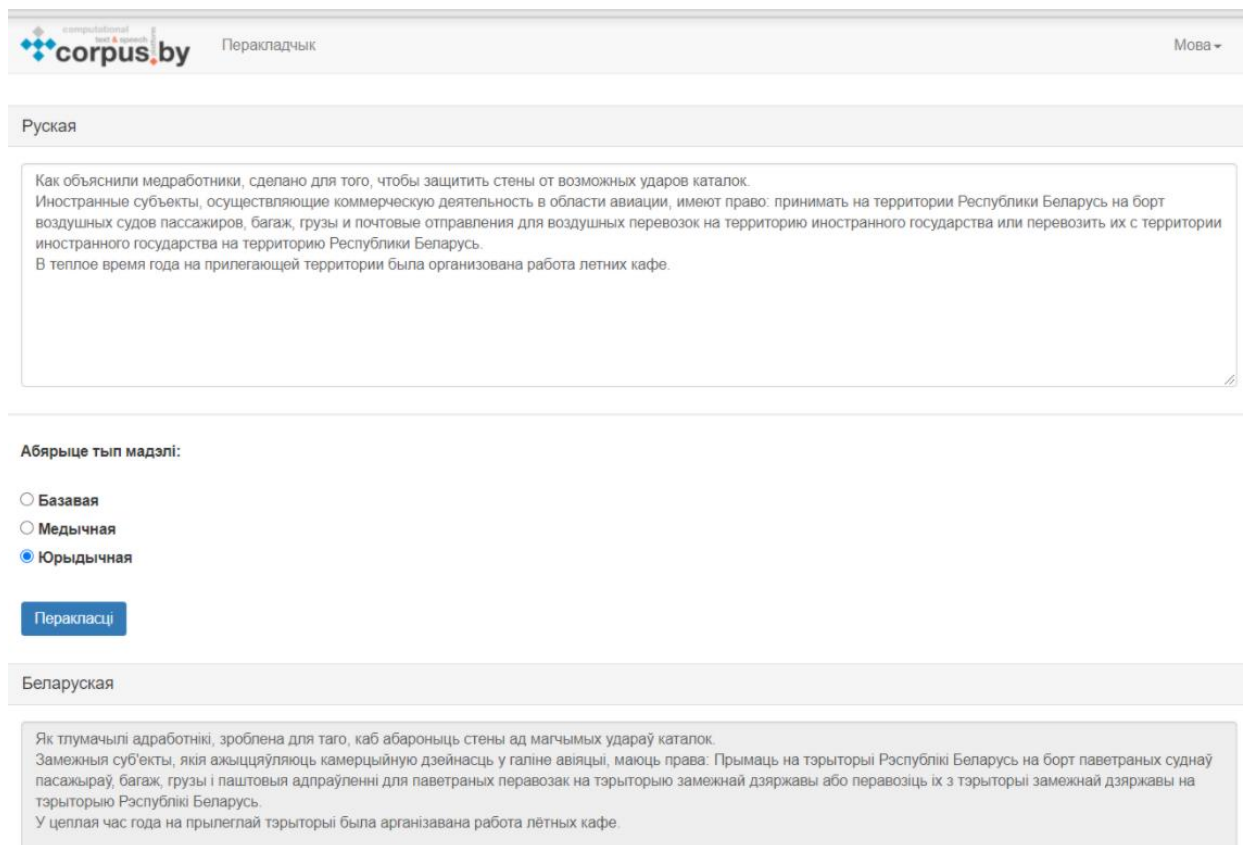 computational
text & speech
corpus.by
Перакладчык
Мова
Руская
Как объяснили медработники, сделано для того, чтобы защитить стены от возможных ударов каталок.
Иностранные субъекты, осуществляющие коммерческую деятельность в области авиации, имеют право: принимать на территории Республики Беларусь на борт
воздушных судов пассажиров, багаж, грузы и почтовые отправления для воздушных перевозок на территорию иностранного государства или перевозить их с территории
иностранного государства на территорию Республики Беларусь.
В теплое время года на прилегающей территории была организована работа летних кафе.
Абярыце тып мадэлі:
Базавая
Медычная
Юрыдычная
Перакласці
Беларуская
Як тлумачылі адработнікі, зроблена для таго, каб абароныць стены ад магчымых удараў каталок.
Замежныя суб'екты, якія ажыццяўляюць камерцыйную дзейнасць у галіне авіяцыі, маюць права: Прымаць на тэрыторыі Рэспублікі Беларусь на борт паветраных суднаў
пасажыраў, багаж, грузы і паштовыя адпраўленні для паветраных перавозак на тэрыторыю замежнай дзяржавы або перавозіць іх з тэрыторыі замежнай дзяржавы на
тэрыторыю Рэспублікі Беларусь.
У цеплая час года на прылеглай тэрыторыі была арганізавана работа лётных кафе.